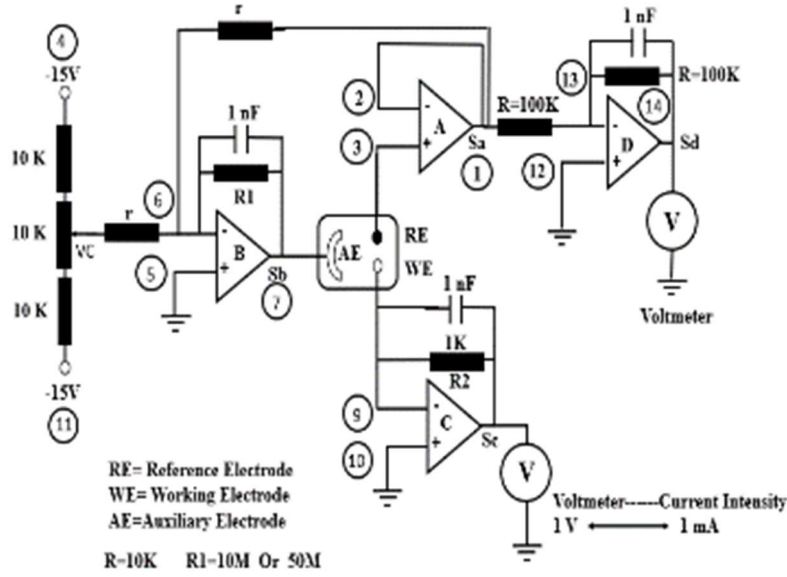 4
-15V
10 K
10 K
10 K
VC
-15V
11
r
r
6
5
1 nF
R1
-
+
B
Sb
7
2
3
-
+
A
Sa
1
RE
AE
WE
R=100K
13
1 nF
R=100K
14
-
+
D
Sd
12
V
Voltmeter
1 nF
1K
R2
9
10
-
+
C
Sc
V
RE= Reference Electrode
WE= Working Electrode
AE=Auxiliary Electrode
R=10K R1=10M Or 50M
Voltmeter-----Current Intensity
1 V 1 mA